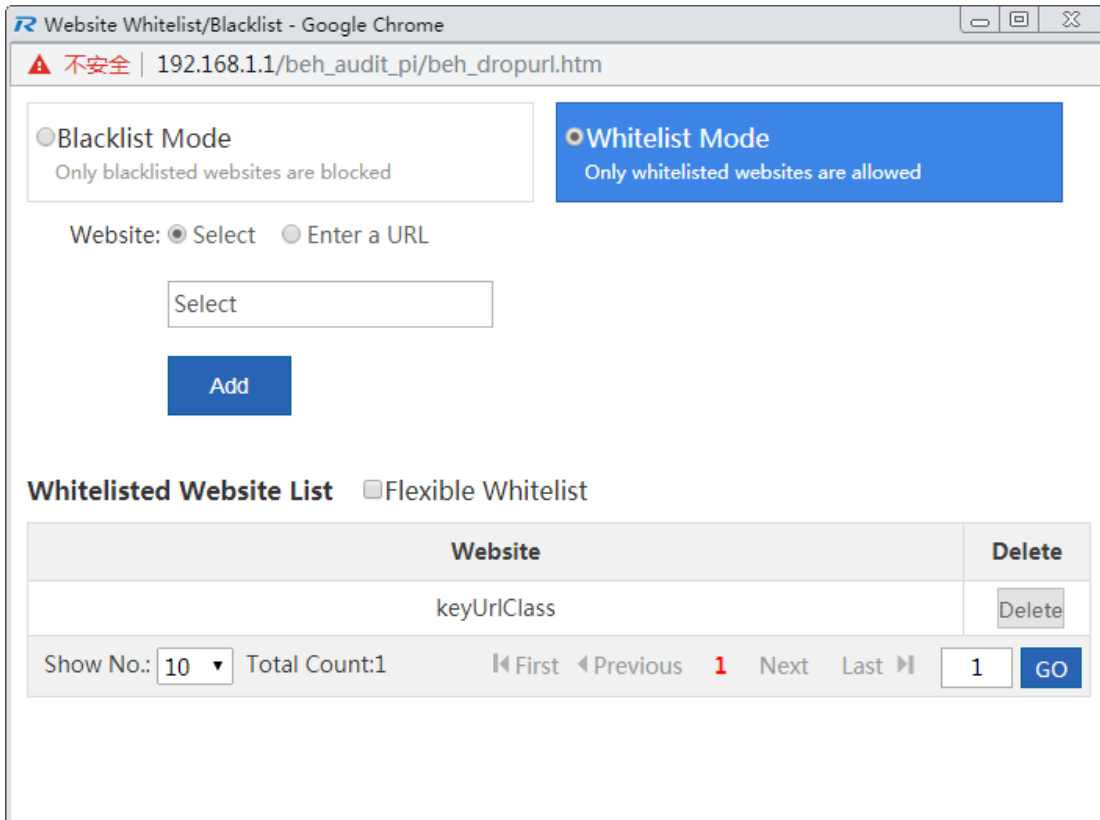 Website Whitelist/Blacklist - Google Chrome
不安全 | 192.168.1.1/beh_audit_pi/beh_dropurl.htm
Blacklist Mode
Only blacklisted websites are blocked
Whitelist Mode
Only whitelisted websites are allowed
Website: Select Enter a URL
Select
Add
Whitelisted Website List Flexible Whitelist
Website Delete
keyUrlClass Delete
Show No.: 10 Total Count:1 First Previous 1 Next Last 1 GO